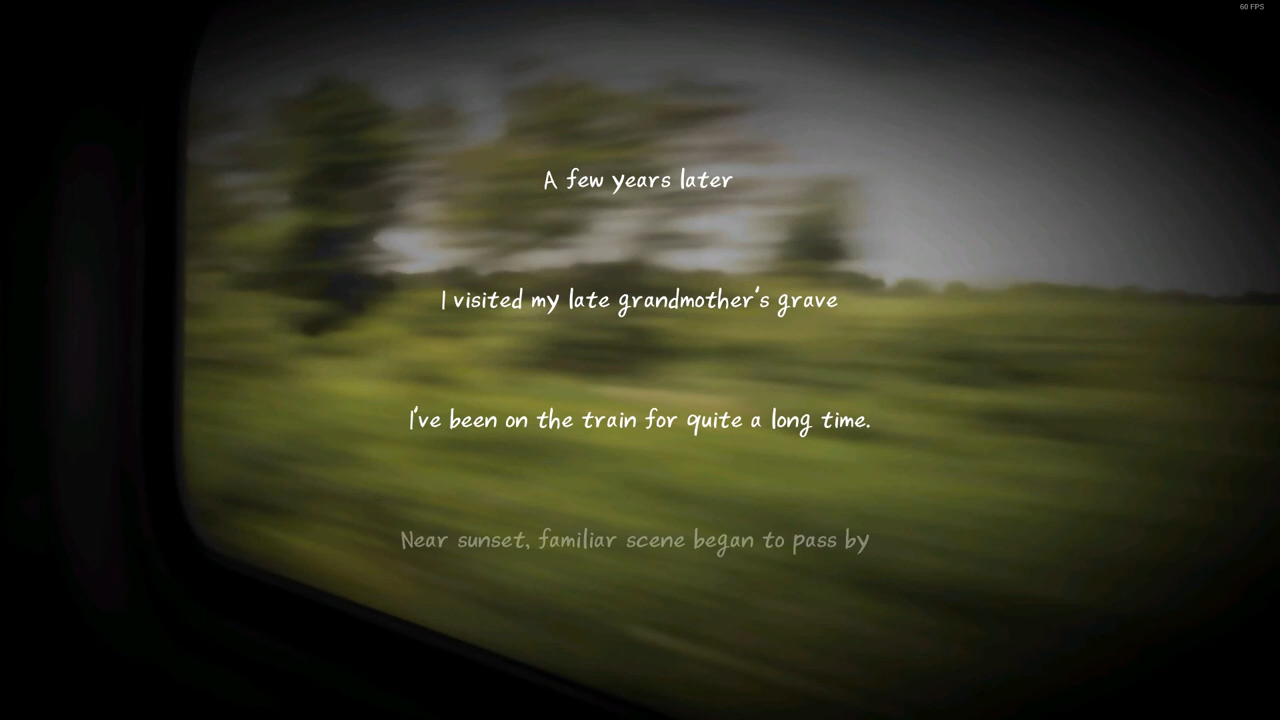 60 FPS
A few years later
I visited my late grandmother's grave
I've been on the train for quite a long time.
Near sunset, familiar scene began to pass by